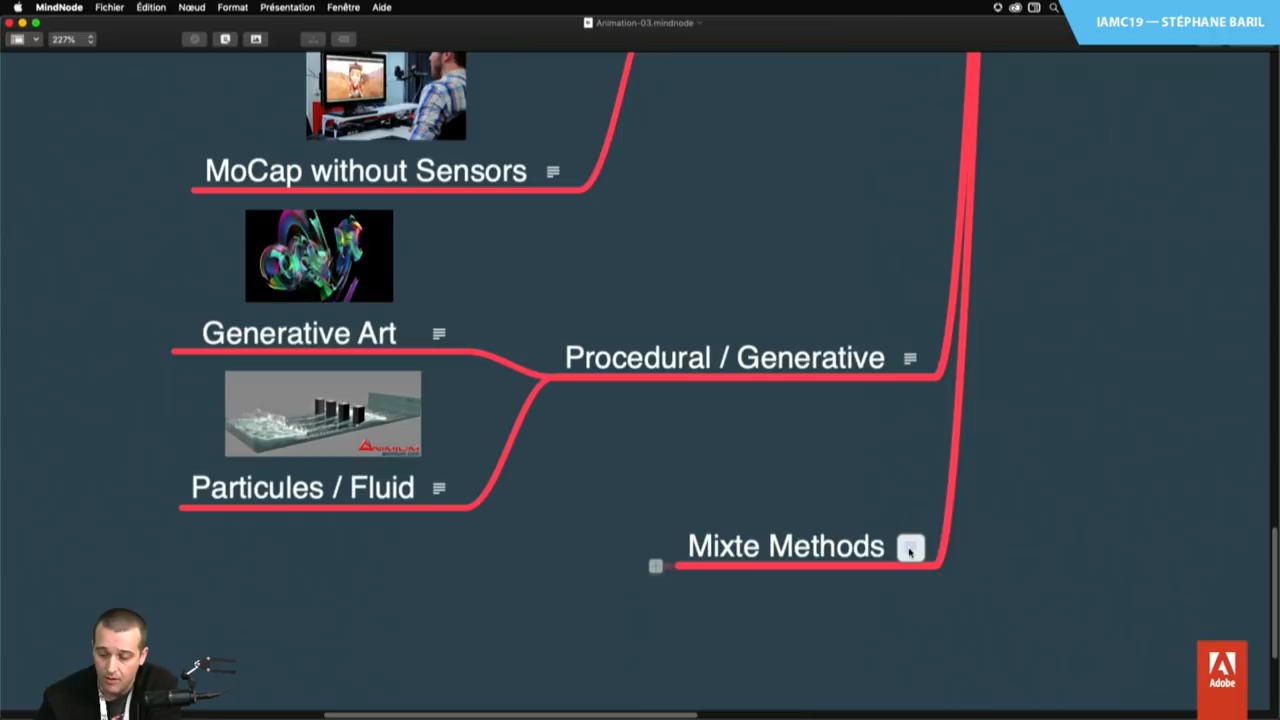 MindNode Fichier Édition Nœud Format Présentation Fenêtre Aide
Animation-03.mindnode
IAMC19 — STÉPHANE BARIL
227%
MoCap without Sensors
Generative Art
Procedural / Generative
ANIMIUM
Particules / Fluid
Mixte Methods
Adobe